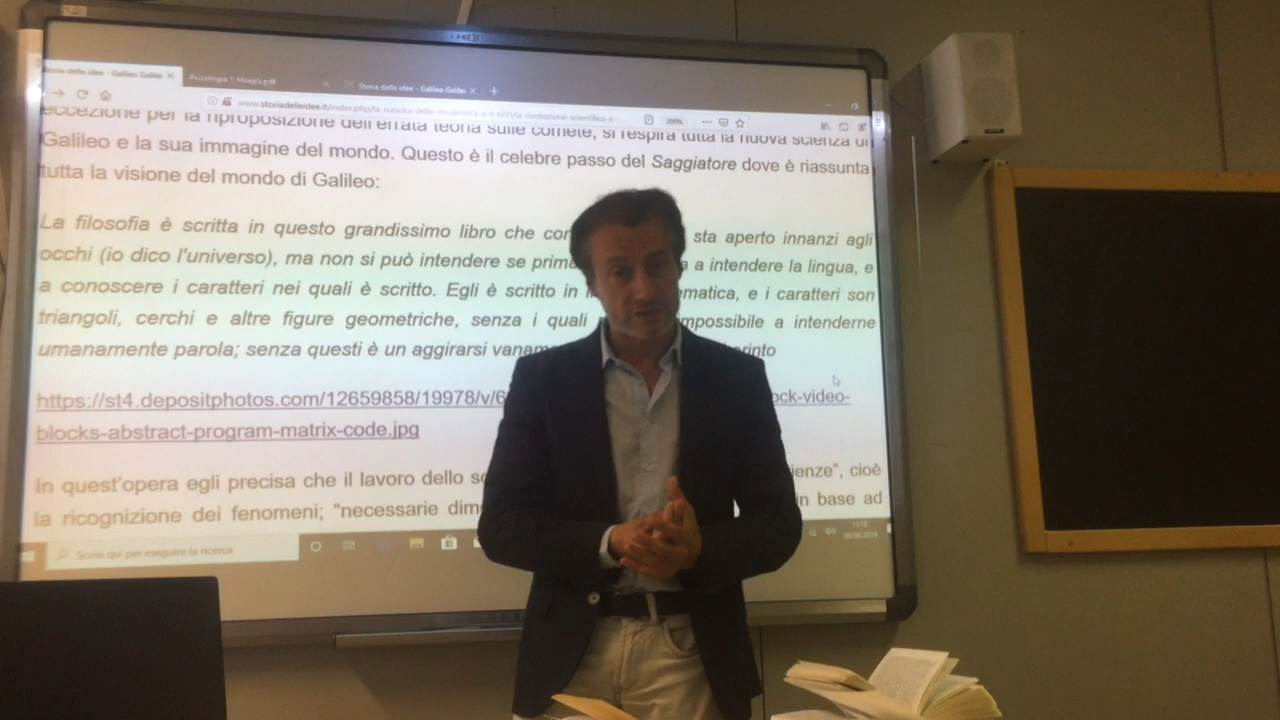 Storia delle idee - Galileo Galilei
Psicologia 1 Moep5.pdf
Storia delle idee - Galileo Galilei
www.storiadelleidee.it/index.php/la-nascita-della-modernita-e-il-600/la-rivoluzione-scientifica-e
200%
eccezione per la riproposizione dell'errata teoria sulle comete, si respira tutta la nuova scienza di
Galileo e la sua immagine del mondo. Questo è il celebre passo del Saggiatore dove è riassunta
tutta la visione del mondo di Galileo:
La filosofia è scritta in questo grandissimo libro che con sta aperto innanzi agli
occhi (io dico l'universo), ma non si può intendere se prima a a intendere la lingua, e
a conoscere i caratteri nei quali è scritto. Egli è scritto in ematica, e i caratteri son
triangoli, cerchi e altre figure geometriche, senza i quali mpossibile a intenderne
umanamente parola; senza questi è un aggirarsi vanam erinto
https://st4.depositphotos.com/12659858/19978/v/6 ock-video-
blocks-abstract-program-matrix-code.jpg
In quest'opera egli precisa che il lavoro dello sc ienze", cioè
la ricognizione dei fenomeni; "necessarie dim in base ad
Scrivi qui per eseguire la ricerca